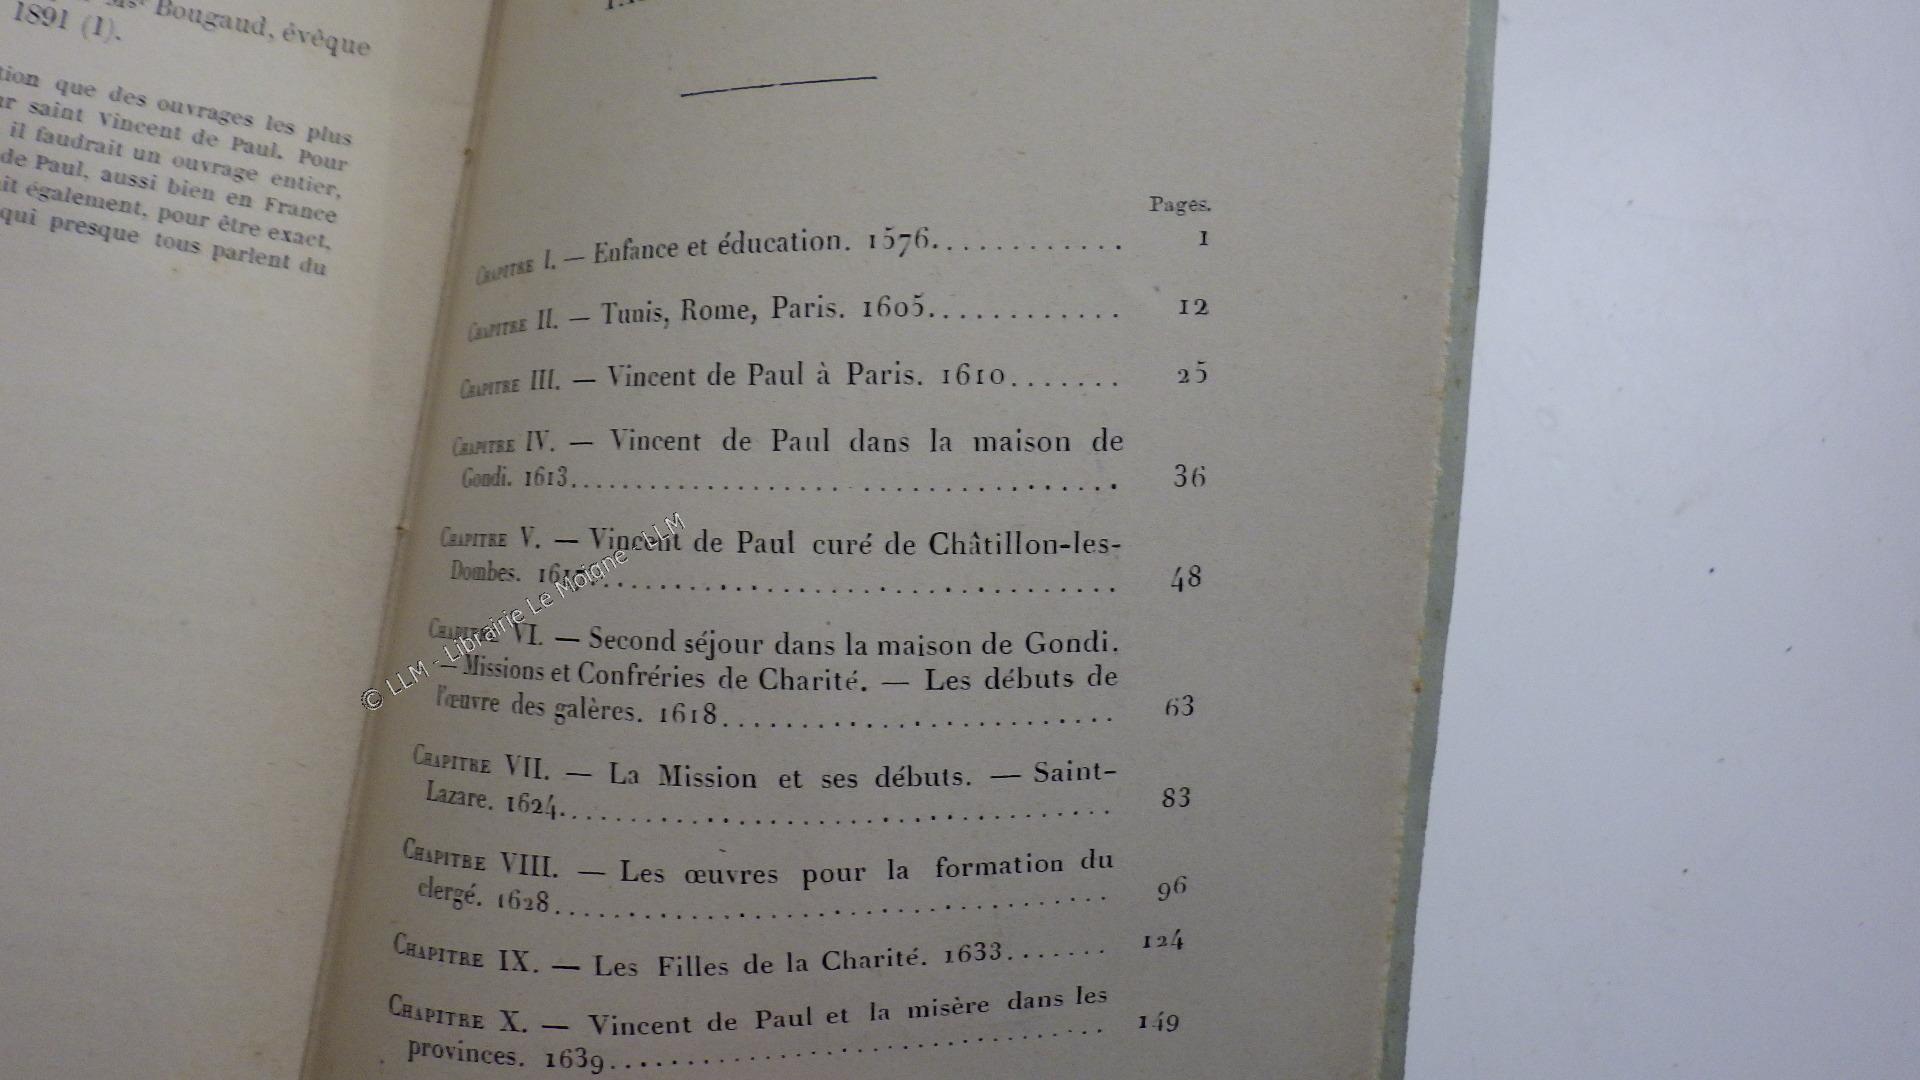 Mgr Bougaud, évêque
1891 (1).
tion que des ouvrages les plus
saint Vincent de Paul. Pour
il faudrait un ouvrage entier,
de Paul, aussi bien en France
ait également, pour être exact,
qui presque tous parlent du
Pages.
Chapitre I. — Enfance et éducation. 1576............ 1
Chapitre II. — Tunis, Rome, Paris. 1605............ 12
Chapitre III. — Vincent de Paul à Paris. 1610....... 25
Chapitre IV. — Vincent de Paul dans la maison de
Gondi. 1613.................................... 36
Chapitre V. — Vincent de Paul curé de Châtillon-les-
Dombes. .................................... 48
Chapitre VI. — Second séjour dans la maison de Gondi.
— Missions et Confréries de Charité. — Les débuts de
l'œuvre des galères. 1618......................... 63
Chapitre VII. — La Mission et ses débuts. — Saint-
Lazare. 1624.................................... 83
Chapitre VIII. — Les œuvres pour la formation du
clergé. 1628.................................... 96
Chapitre IX. — Les Filles de la Charité. 1633....... 124
Chapitre X. — Vincent de Paul et la misère dans les
provinces. 1639.................................. 149
© LLM - Librairie Le Moigne - LLM